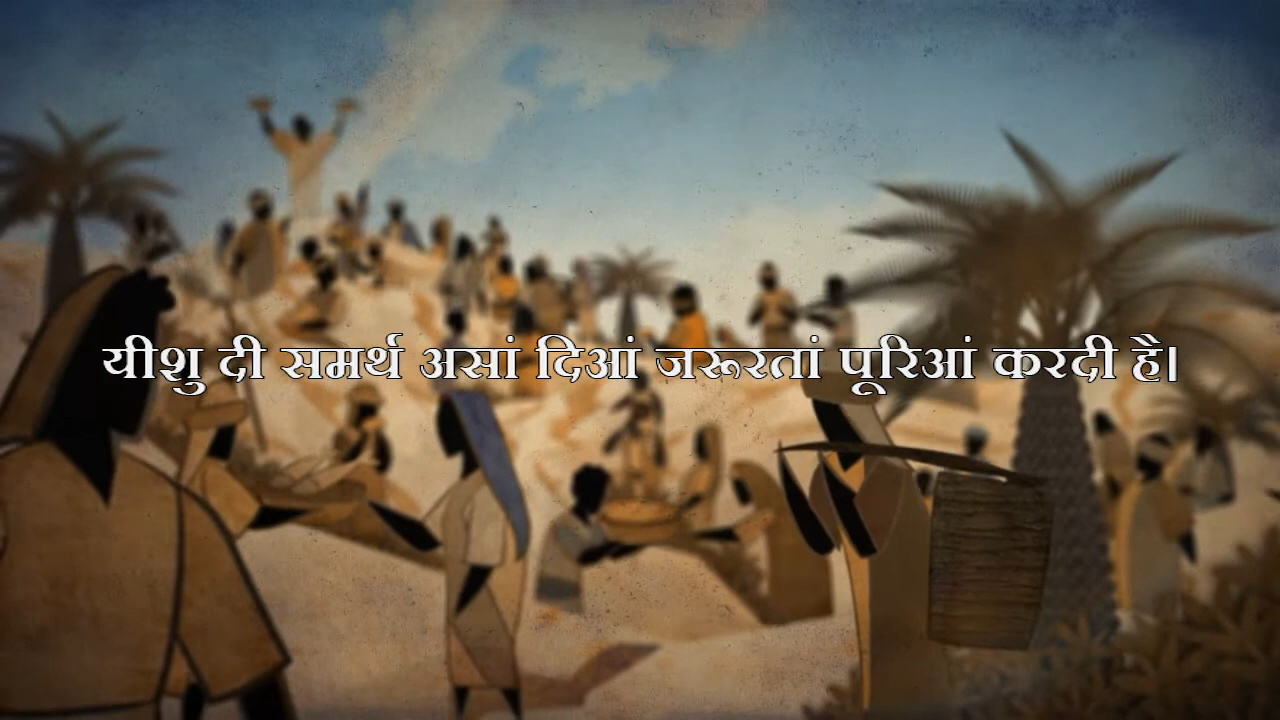 यीशु दी समर्थ असां दिआं जरूरतां पूरिआं करदी है।